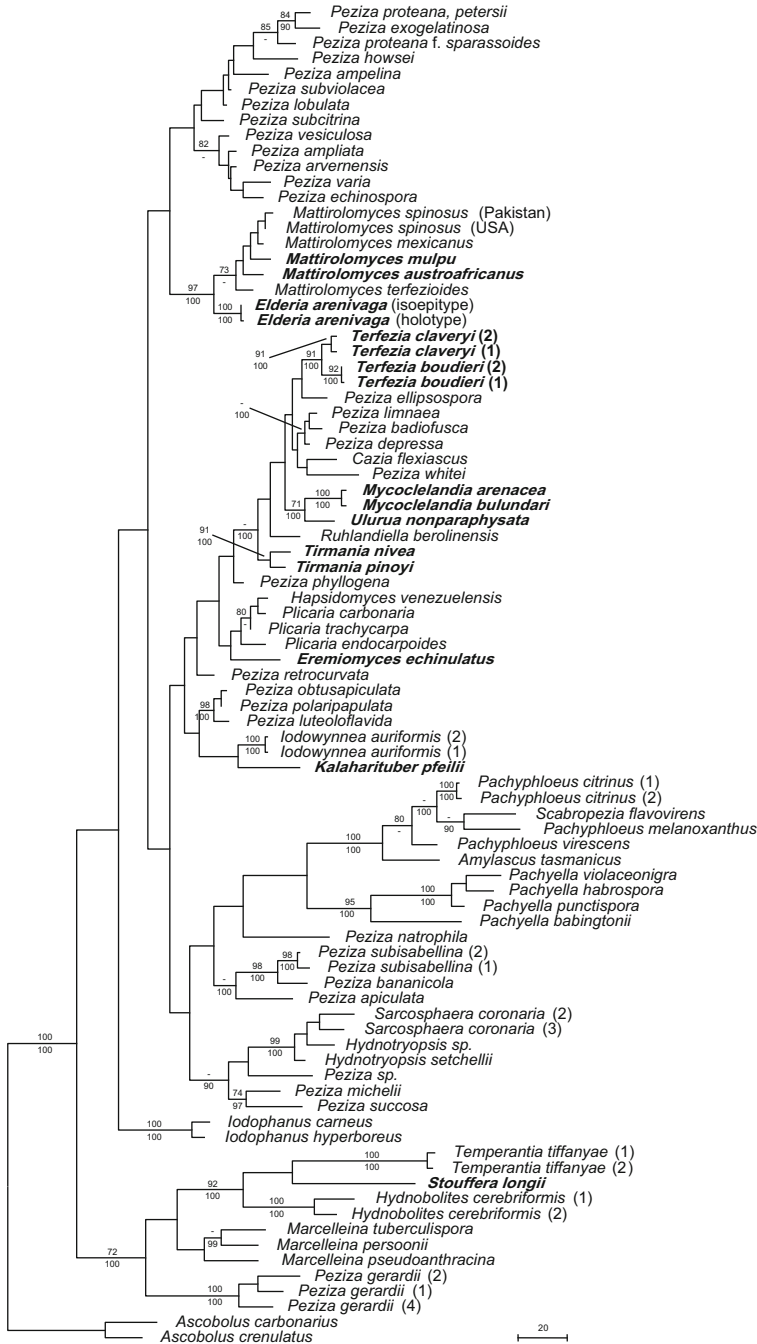 84
Peziza proteana, petersii
85
90
Peziza exogelatinosa
-
Peziza proteana f. sparassoides
Peziza howsei
Peziza ampelina
Peziza subviolacea
Peziza lobulata
Peziza subcitrina
Peziza vesiculosa
82
-
Peziza ampliata
Peziza arvernensis
Peziza varia
Peziza echinospora
Mattirolomyces spinosus (Pakistan)
Mattirolomyces spinosus (USA)
Mattirolomyces mexicanus
Mattirolomyces mulpu
73
-
Mattirolomyces austroafricanus
97
100
Mattirolomyces terfezioides
100
100
Elderia arenivaga (isoepitype)
Elderia arenivaga (holotype)
Terfezia claveryi (2)
91
100
91
100
Terfezia claveryi (1)
92
100
Terfezia boudieri (2)
Terfezia boudieri (1)
Peziza ellipsospora
-
100
Peziza limnaea
Peziza badiofusca
Peziza depressa
Cazia flexiascus
Peziza whitei
100
100
Mycoclelandia arenacea
71
100
Mycoclelandia bulundari
Ulurua nonparaphysata
-
100
91
100
Ruhlandiella berolinensis
Tirmania nivea
Tirmania pinoyi
Peziza phyllogena
Hapsidomyces venezuelensis
80
-
Plicaria carbonaria
Plicaria trachycarpa
Plicaria endocarpoides
Eremiomyces echinulatus
Peziza retrocurvata
Peziza obtusapiculata
98
100
Peziza polaripapulata
Peziza luteoloflavida
100
100
Iodowynnea auriformis (2)
Iodowynnea auriformis (1)
Kalaharituber pfeilii
100
100
Pachyphloeus citrinus (1)
Pachyphloeus citrinus (2)
-
100
-
90
Scabropezia flavovirens
Pachyphloeus melanoxanthus
80
-
Pachyphloeus virescens
100
100
Amylascus tasmanicus
Pachyella violaceonigra
100
100
Pachyella habrospora
Pachyella punctispora
95
100
Pachyella babingtonii
Peziza natrophila
98
100
Peziza subisabellina (2)
98
100
Peziza subisabellina (1)
Peziza bananicola
-
100
Peziza apiculata
Sarcosphaera coronaria (2)
Sarcosphaera coronaria (3)
99
100
Hydnotryopsis sp.
Hydnotryopsis setchellii
-
90
Peziza sp.
74
97
Peziza michelii
Peziza succosa
100
100
100
100
Iodophanus carneus
Iodophanus hyperboreus
100
100
Temperantia tiffanyae (1)
Temperantia tiffanyae (2)
92
100
Stouffera longii
100
100
Hydnobolites cerebriformis (1)
Hydnobolites cerebriformis (2)
-
99
Marcelleina tuberculispora
Marcelleina persoonii
72
100
Marcelleina pseudoanthracina
100
100
Peziza gerardii (2)
Peziza gerardii (1)
Peziza gerardii (4)
Ascobolus carbonarius
Ascobolus crenulatus
20